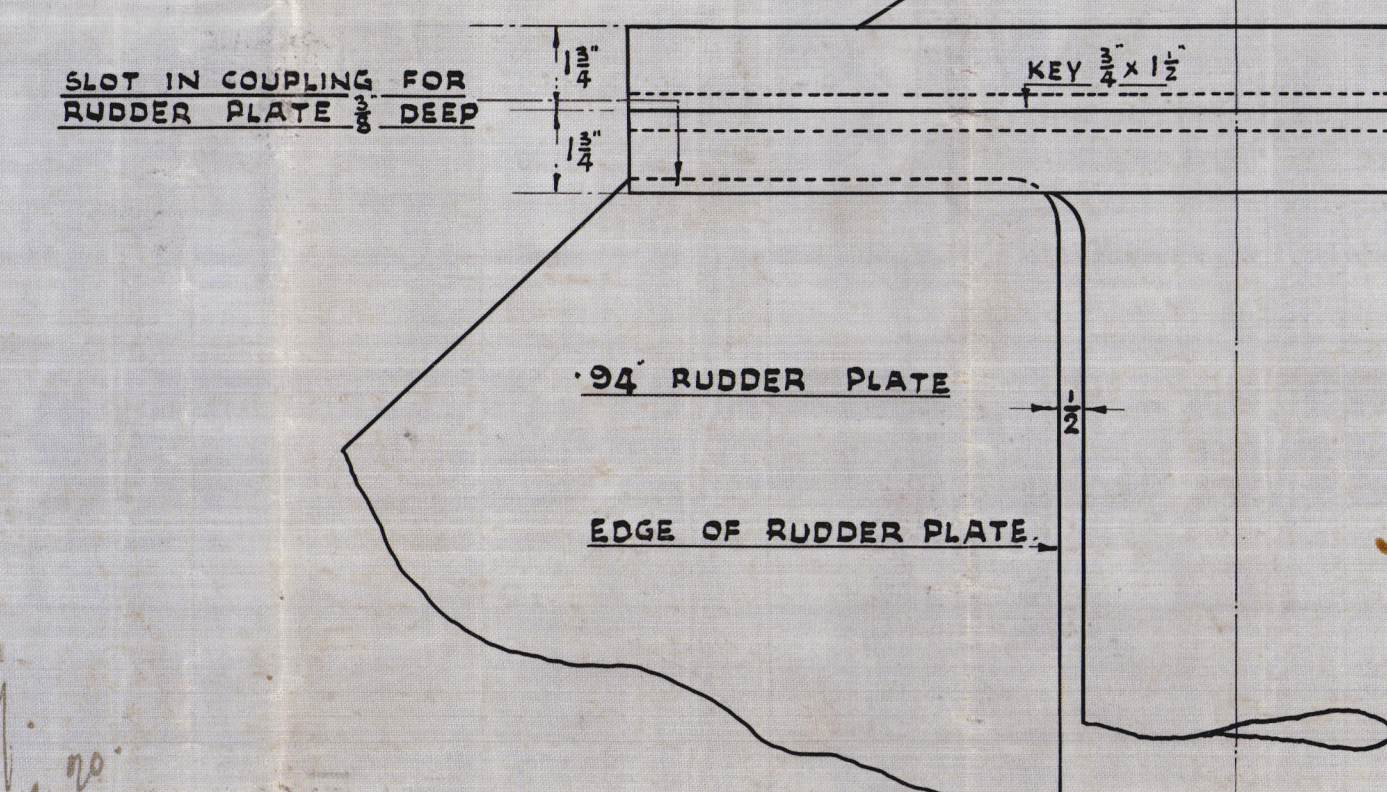 1 3/4"
KEY 3/4" x 1 1/2"
SLOT IN COUPLING FOR
RUDDER PLATE 3/8" DEEP
1 3/4"
.94" RUDDER PLATE
1/2
EDGE OF RUDDER PLATE.
no